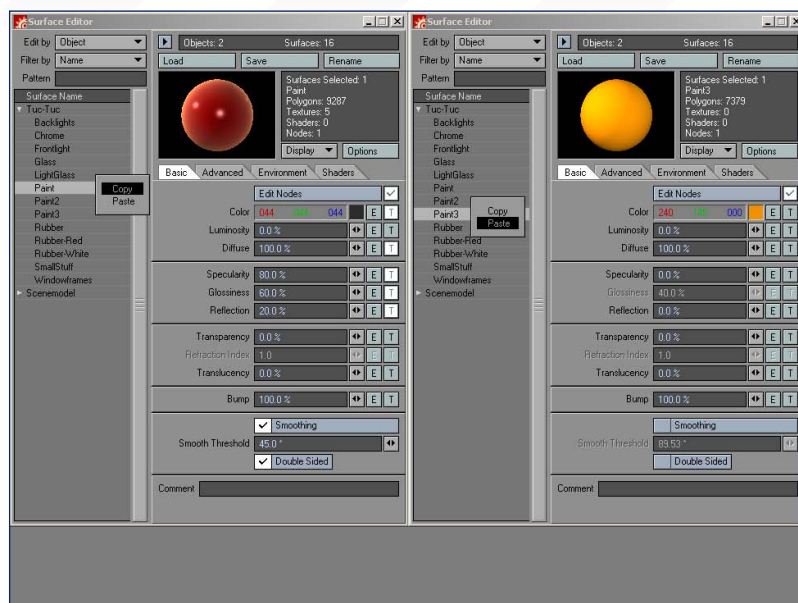 Surface Editor
Edit by Object
Filter by Name
Pattern
Surface Name
Tuc-Tuc
Backlights
Chrome
Frontlight
Glass
LightGlass
Paint
Paint2
Paint3
Rubber
Rubber-Red
Rubber-White
SmallStuff
Windowframes
Scenemodel
Copy
Paste
Objects: 2 Surfaces: 16
Load Save Rename
Surfaces Selected: 1
Paint
Polygons: 9287
Textures: 5
Shaders: 0
Nodes: 1
Display Options
Basic Advanced Environment Shaders
Edit Nodes
Color 044 044 044 E T
Luminosity 0.0 % E T
Diffuse 100.0 % E T
Specularity 80.0 % E T
Glossiness 60.0 % E T
Reflection 20.0 % E T
Transparency 0.0 % E T
Refraction Index 1.0 E T
Translucency 0.0 % E T
Bump 100.0 % E T
Smoothing
Smooth Threshold 45.0 °
Double Sided
Comment
Surface Editor
Edit by Object
Filter by Name
Pattern
Surface Name
Tuc-Tuc
Backlights
Chrome
Frontlight
Glass
LightGlass
Paint
Paint2
Paint3
Rubber
Rubber-Red
Rubber-White
SmallStuff
Windowframes
Scenemodel
Copy
Paste
Objects: 2 Surfaces: 16
Load Save Rename
Surfaces Selected: 1
Paint3
Polygons: 7379
Textures: 0
Shaders: 0
Nodes: 1
Display Options
Basic Advanced Environment Shaders
Edit Nodes
Color 240 000 E T
Luminosity 0.0 % E T
Diffuse 100.0 % E T
Specularity 0.0 % E T
Glossiness 40.0 % E T
Reflection 0.0 % E T
Transparency 0.0 % E T
Refraction Index 1.0 E T
Translucency 0.0 % E T
Bump 100.0 % E T
Smoothing
Smooth Threshold 89.53 °
Double Sided
Comment